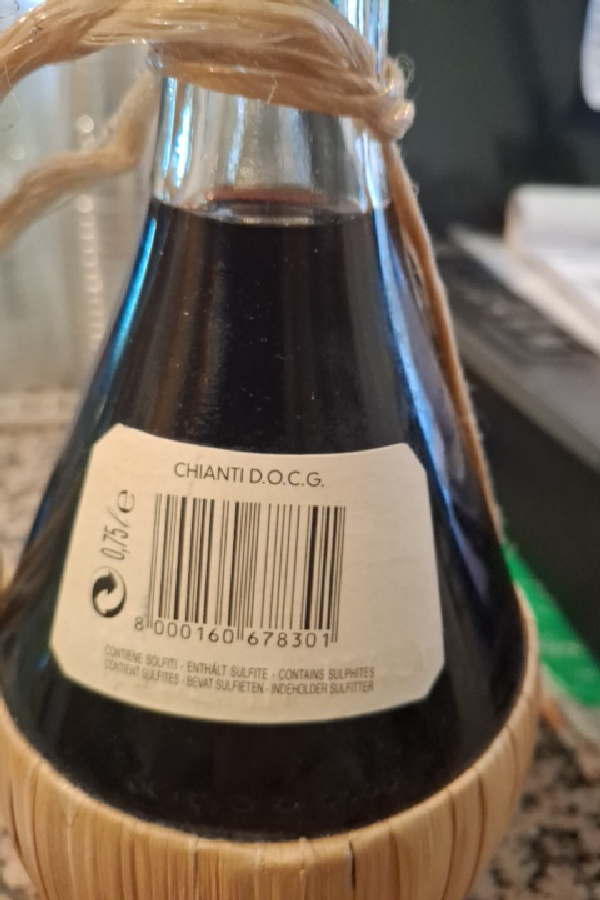 CHIANTI D.O.C.G.
0,75 l e
8 000160 678301
CONTIENE SOLFITI - ENTHÄLT SULFITE - CONTAINS SULPHITES
CONTIENT SULFITES - BEVAT SULFIETEN - INDEHOLDER SULFITTER